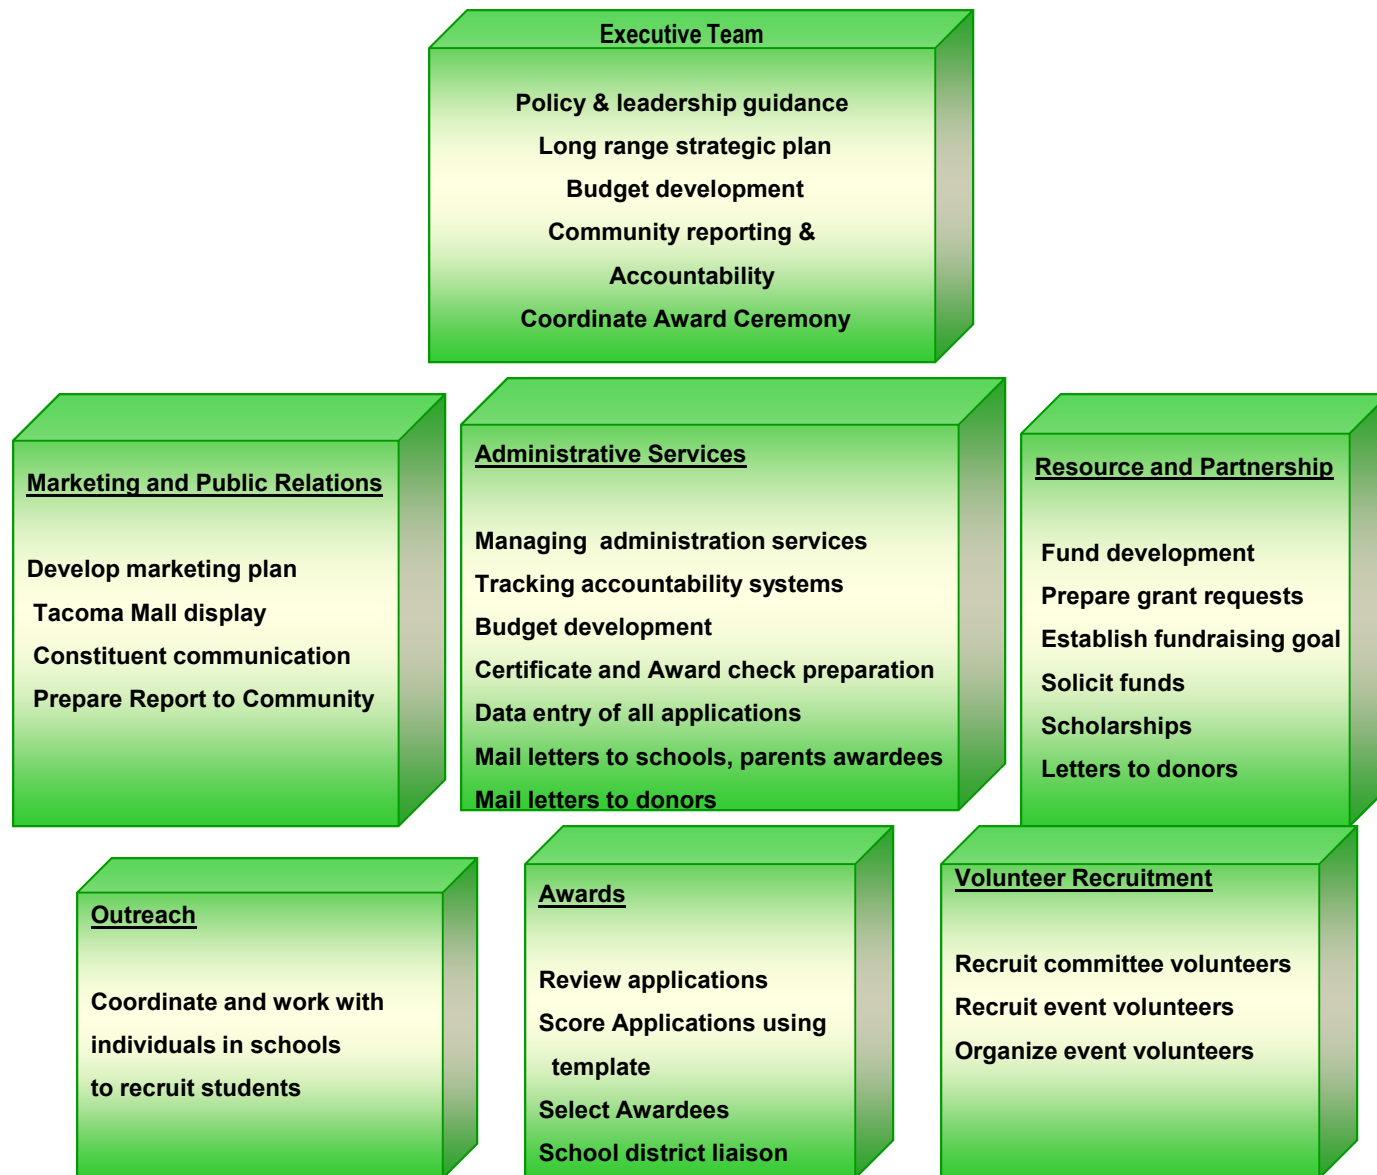 Executive Team
Policy & leadership guidance
Long range strategic plan
Budget development
Community reporting &
Accountability
Coordinate Award Ceremony
Marketing and Public Relations
Develop marketing plan
Tacoma Mall display
Constituent communication
Prepare Report to Community
Administrative Services
Managing administration services
Tracking accountability systems
Budget development
Certificate and Award check preparation
Data entry of all applications
Mail letters to schools, parents awardees
Mail letters to donors
Resource and Partnership
Fund development
Prepare grant requests
Establish fundraising goal
Solicit funds
Scholarships
Letters to donors
Outreach
Coordinate and work with
individuals in schools
to recruit students
Awards
Review applications
Score Applications using
template
Select Awardees
School district liaison
Volunteer Recruitment
Recruit committee volunteers
Recruit event volunteers
Organize event volunteers